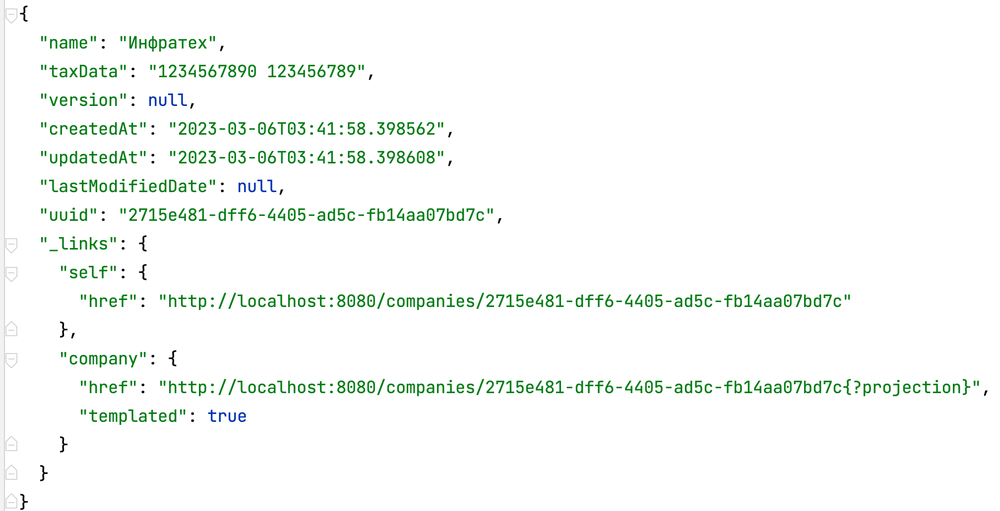 {
  "name": "Инфратех",
  "taxData": "1234567890 123456789",
  "version": null,
  "createdAt": "2023-03-06T03:41:58.398562",
  "updatedAt": "2023-03-06T03:41:58.398608",
  "lastModifiedDate": null,
  "uuid": "2715e481-dff6-4405-ad5c-fb14aa07bd7c",
  "_links": {
    "self": {
      "href": "http://localhost:8080/companies/2715e481-dff6-4405-ad5c-fb14aa07bd7c"
    },
    "company": {
      "href": "http://localhost:8080/companies/2715e481-dff6-4405-ad5c-fb14aa07bd7c{?projection}",
      "templated": true
    }
  }
}